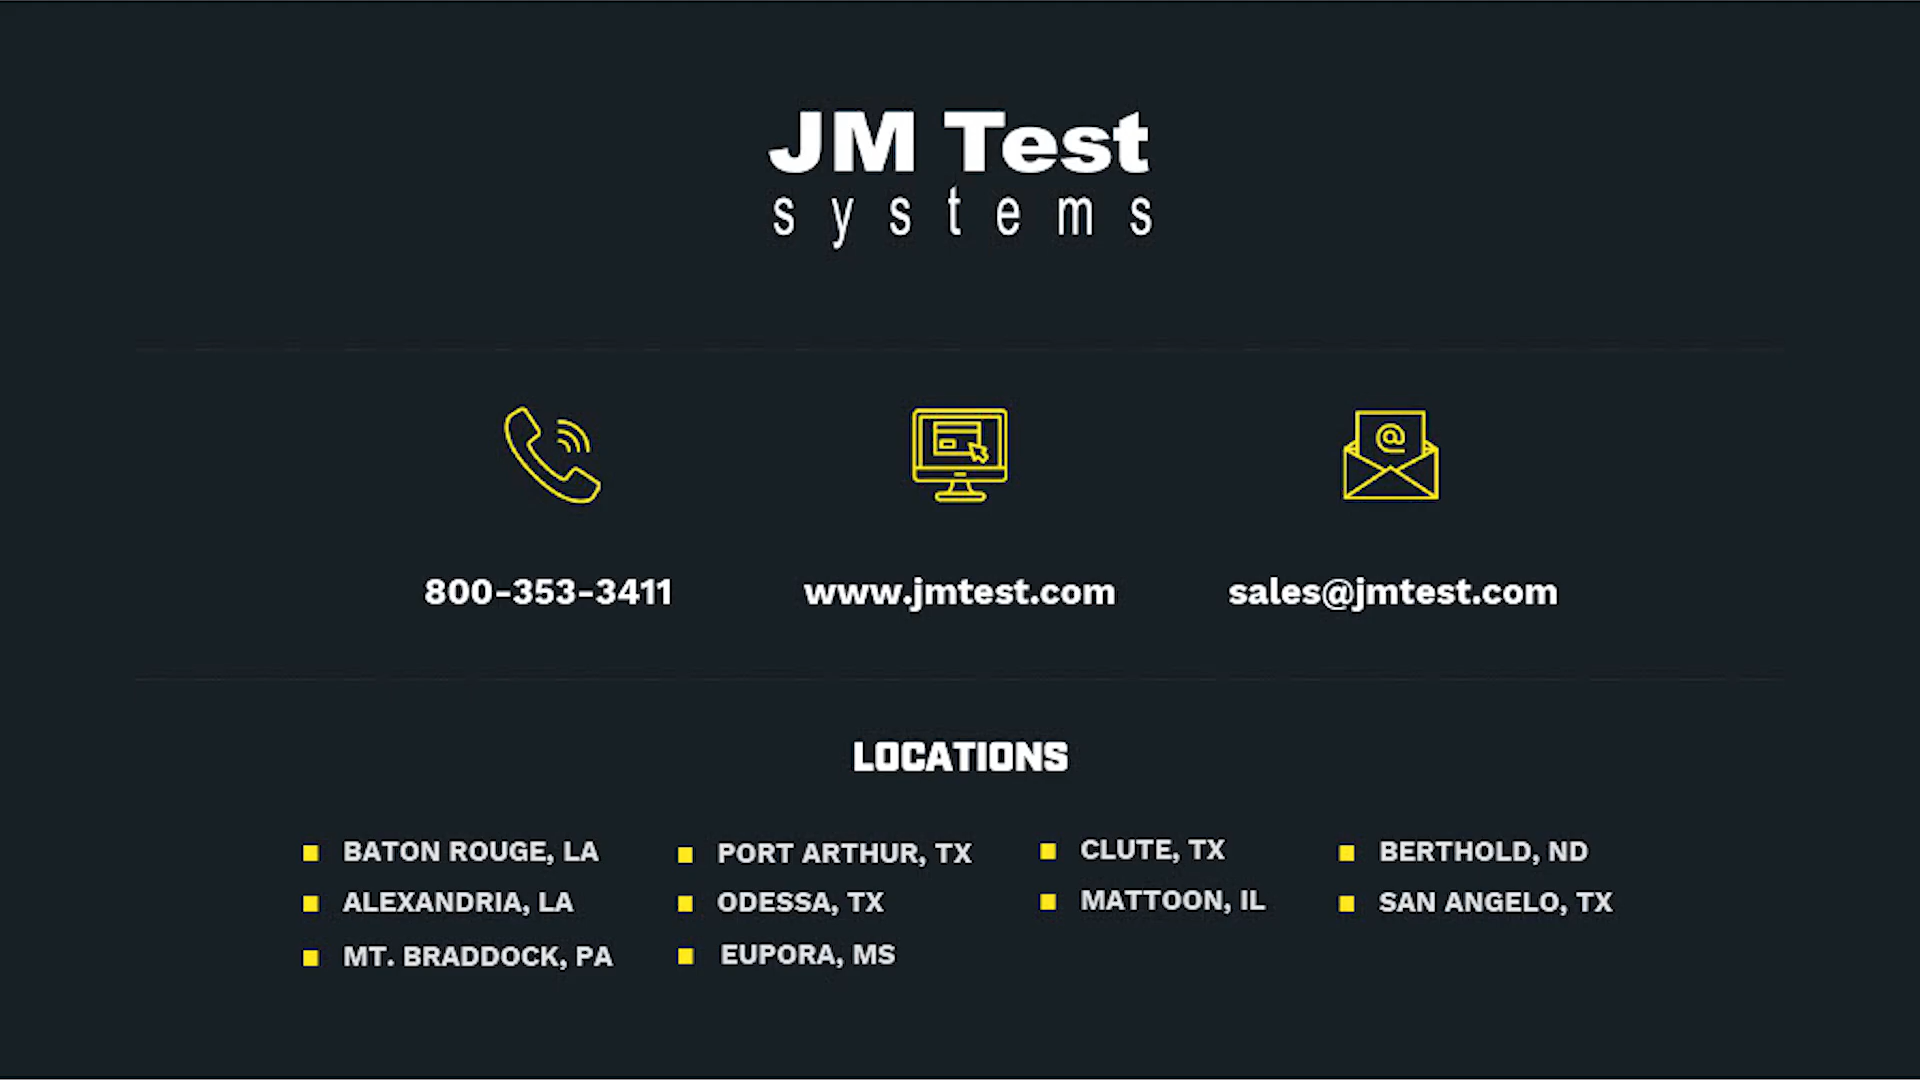 JM Test
systems
800-353-3411
www.jmtest.com
sales@jmtest.com
LOCATIONS
BATON ROUGE, LA
ALEXANDRIA, LA
MT. BRADDOCK, PA
PORT ARTHUR, TX
ODESSA, TX
EUPORA, MS
CLUTE, TX
MATTOON, IL
BERTHOLD, ND
SAN ANGELO, TX